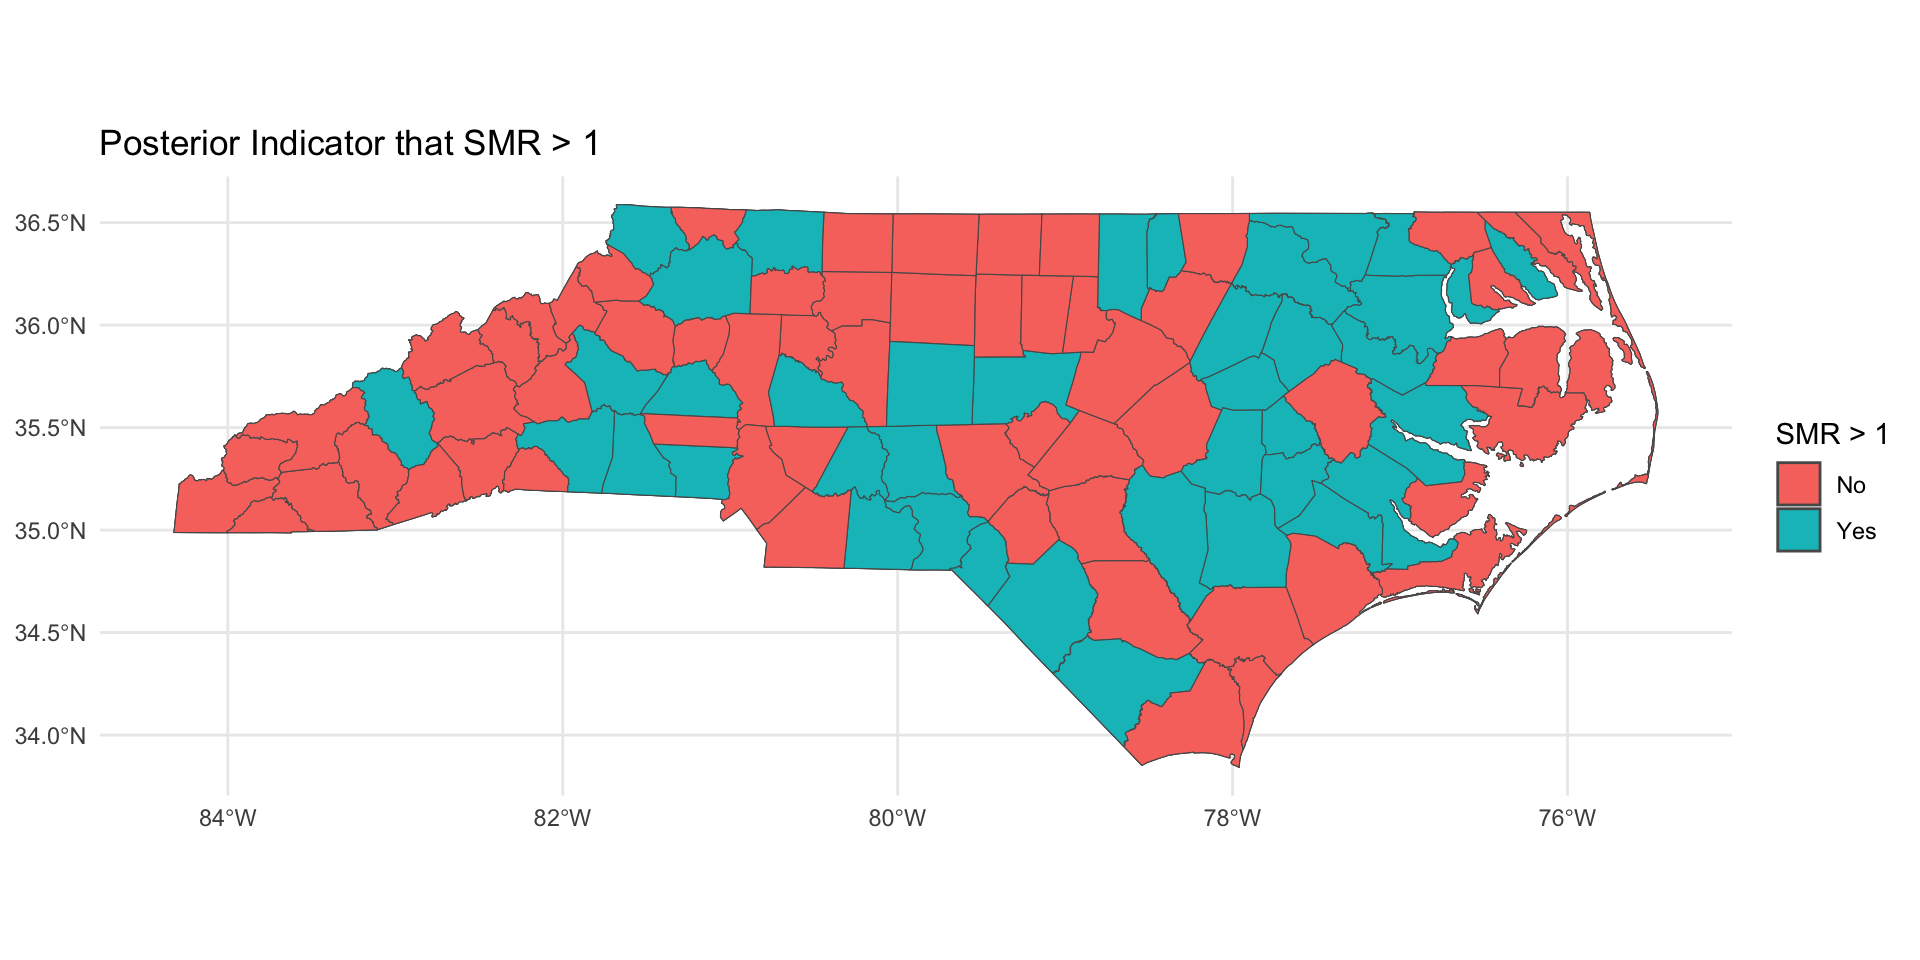 Posterior Indicator that SMR > 1
36.5°N
36.0°N
35.5°N
35.0°N
34.5°N
34.0°N
84°W
82°W
80°W
78°W
76°W
SMR > 1
No
Yes